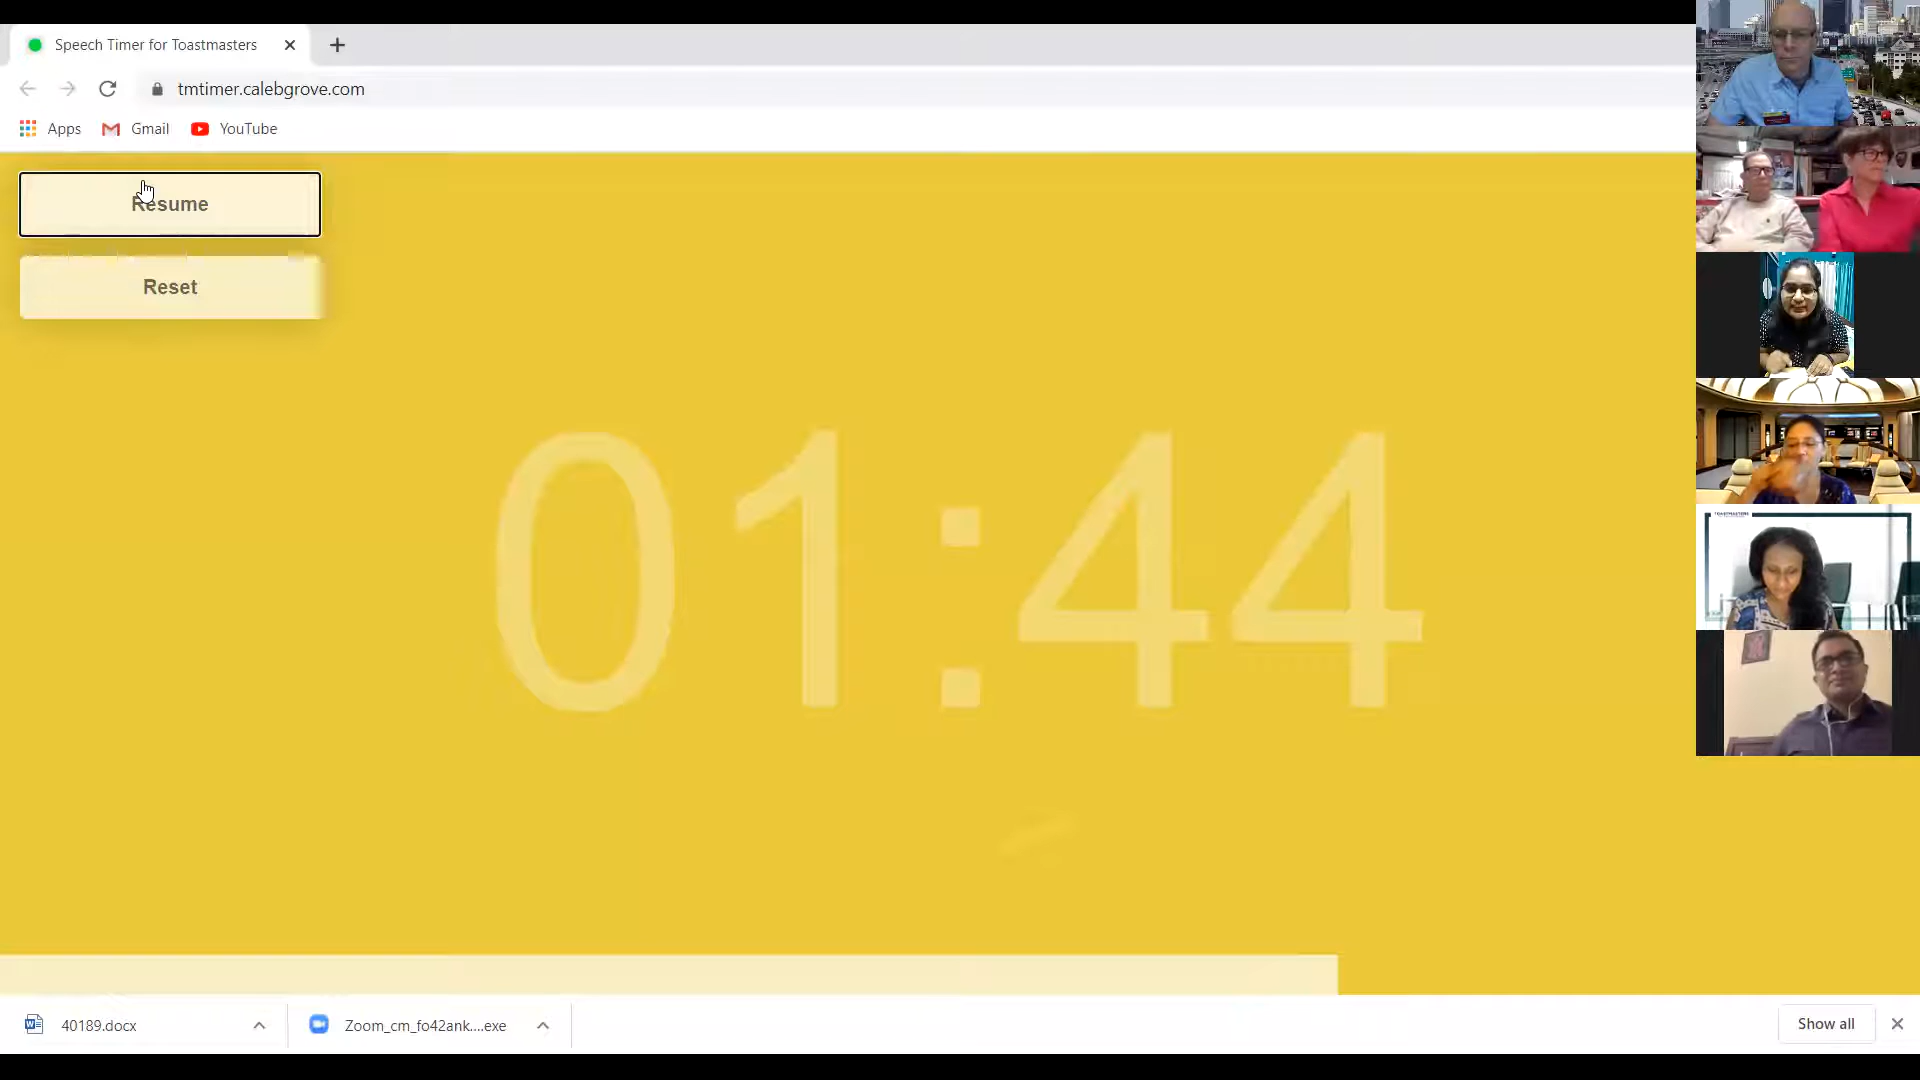 Speech Timer for Toastmasters
tmtimer.calebgrove.com
Apps Gmail YouTube
Resume
Reset
01:44
TOASTMASTERS
40189.docx
Zoom_cm_fo42ank....exe
Show all